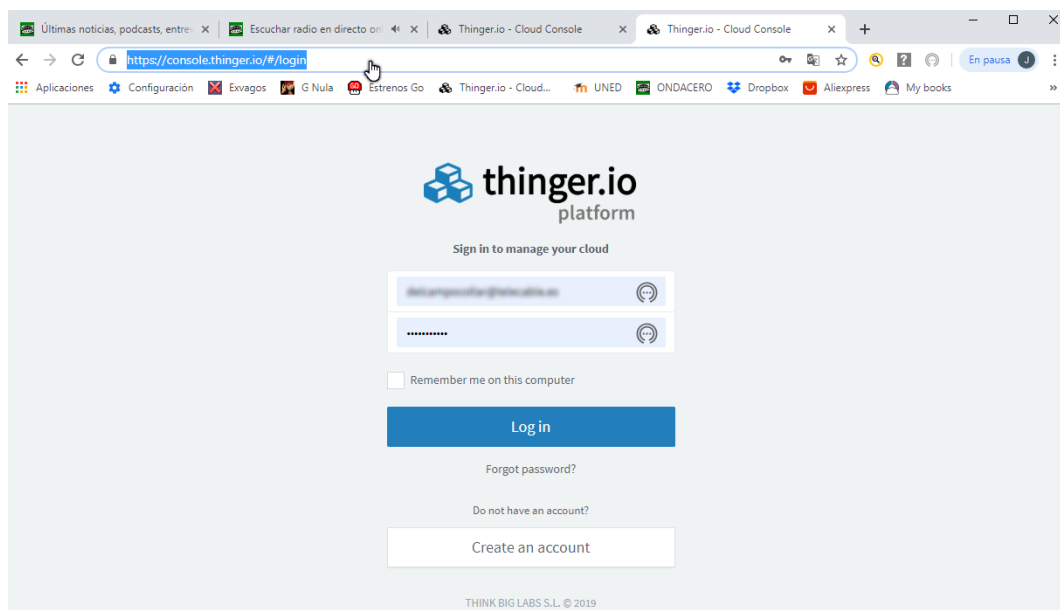 Últimas noticias, podcasts, entre Escuchar radio en directo on Thinger.io - Cloud Console Thinger.io - Cloud Console
https://console.thinger.io/#/login En pausa J
Aplicaciones Configuración Exvagos G Nula Estrenos Go Thinger.io - Cloud... UNED ONDACERO Dropbox Aliexpress My books »
thinger.io
platform
Sign in to manage your cloud
Remember me on this computer
Log in
Forgot password?
Do not have an account?
Create an account
THINK BIG LABS S.L. © 2019